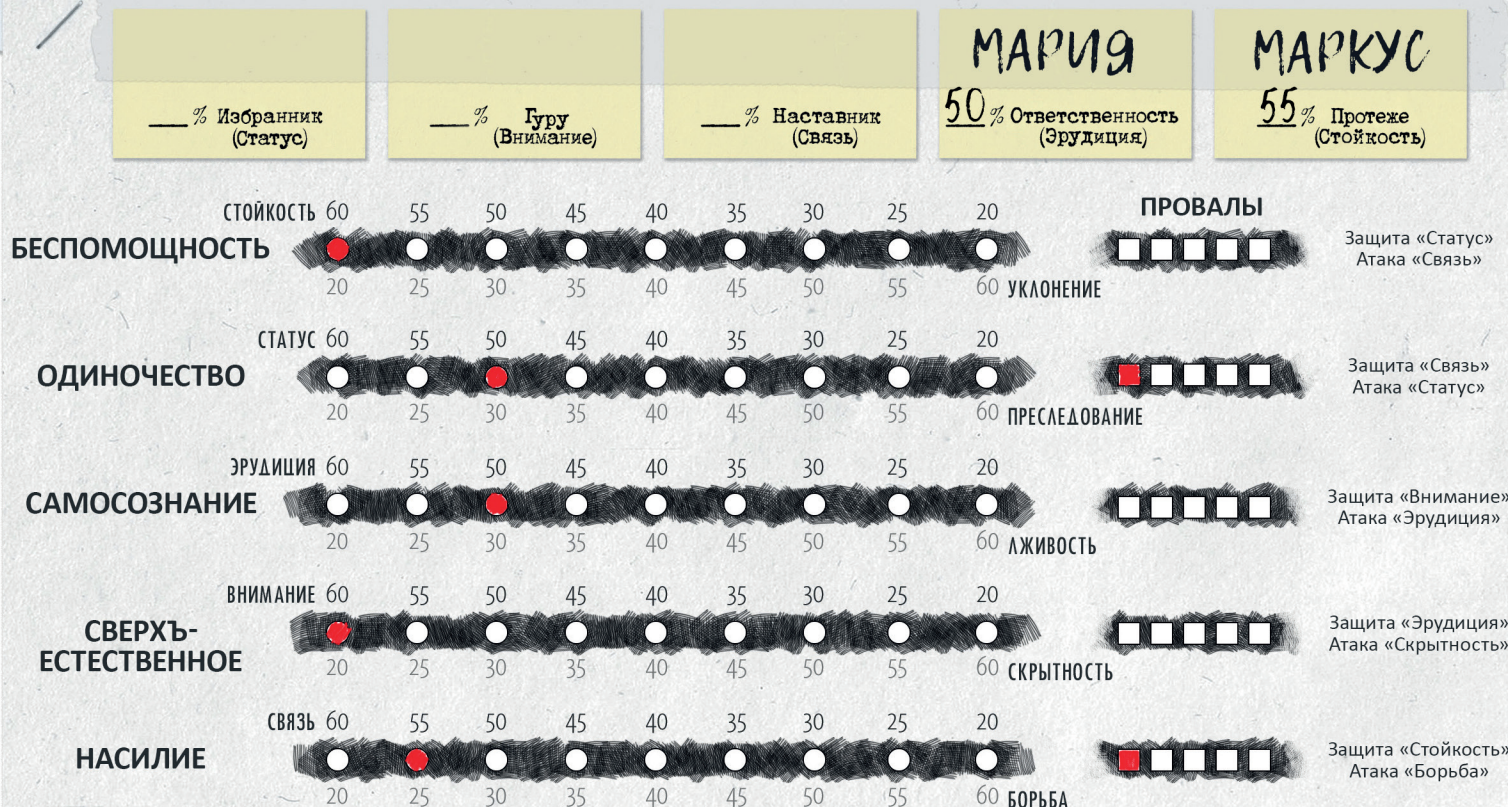 МАРИЯ
МАРКУС
___% Избранник
(Статус)
___% Гуру
(Внимание)
___% Наставник
(Связь)
50% Ответственность
(Эрудиция)
55% Протеже
(Стойкость)
СТОЙКОСТЬ 60 55 50 45 40 35 30 25 20
ПРОВАЛЫ
БЕСПОМОЩНОСТЬ
Защита «Статус»
Атака «Связь»
20 25 30 35 40 45 50 55 60 УКЛОНЕНИЕ
СТАТУС 60 55 50 45 40 35 30 25 20
ОДИНОЧЕСТВО
Защита «Связь»
Атака «Статус»
20 25 30 35 40 45 50 55 60 ПРЕСЛЕДОВАНИЕ
ЭРУДИЦИЯ 60 55 50 45 40 35 30 25 20
САМОСОЗНАНИЕ
Защита «Внимание»
Атака «Эрудиция»
20 25 30 35 40 45 50 55 60 ЛЖИВОСТЬ
ВНИМАНИЕ 60 55 50 45 40 35 30 25 20
СВЕРХЪ-
ЕСТЕСТВЕННОЕ
Защита «Эрудиция»
Атака «Скрытность»
20 25 30 35 40 45 50 55 60 СКРЫТНОСТЬ
СВЯЗЬ 60 55 50 45 40 35 30 25 20
НАСИЛИЕ
Защита «Стойкость»
Атака «Борьба»
20 25 30 35 40 45 50 55 60 БОРЬБА